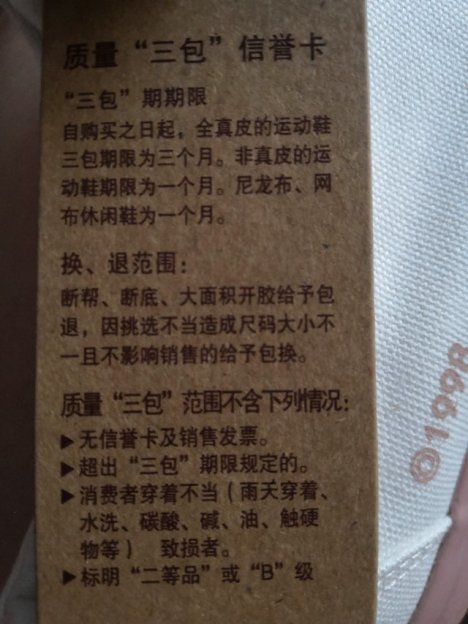 质量“三包”信誉卡
“三包”期期限
自购买之日起，全真皮的运动鞋
三包期限为三个月。非真皮的运
动鞋期限为一个月。尼龙布、网
布休闲鞋为一个月。
换、退范围：
断帮、断底、大面积开胶给予包
退，因挑选不当造成尺码大小不
一且不影响销售的给予包换。
质量“三包”范围不含下列情况：
▶无信誉卡及销售发票。
▶超出“三包”期限规定的。
▶消费者穿着不当（雨天穿着、
水洗、碳酸、碱、油、触硬
物等） 致损者。
▶标明“二等品”或“B”级
©1998